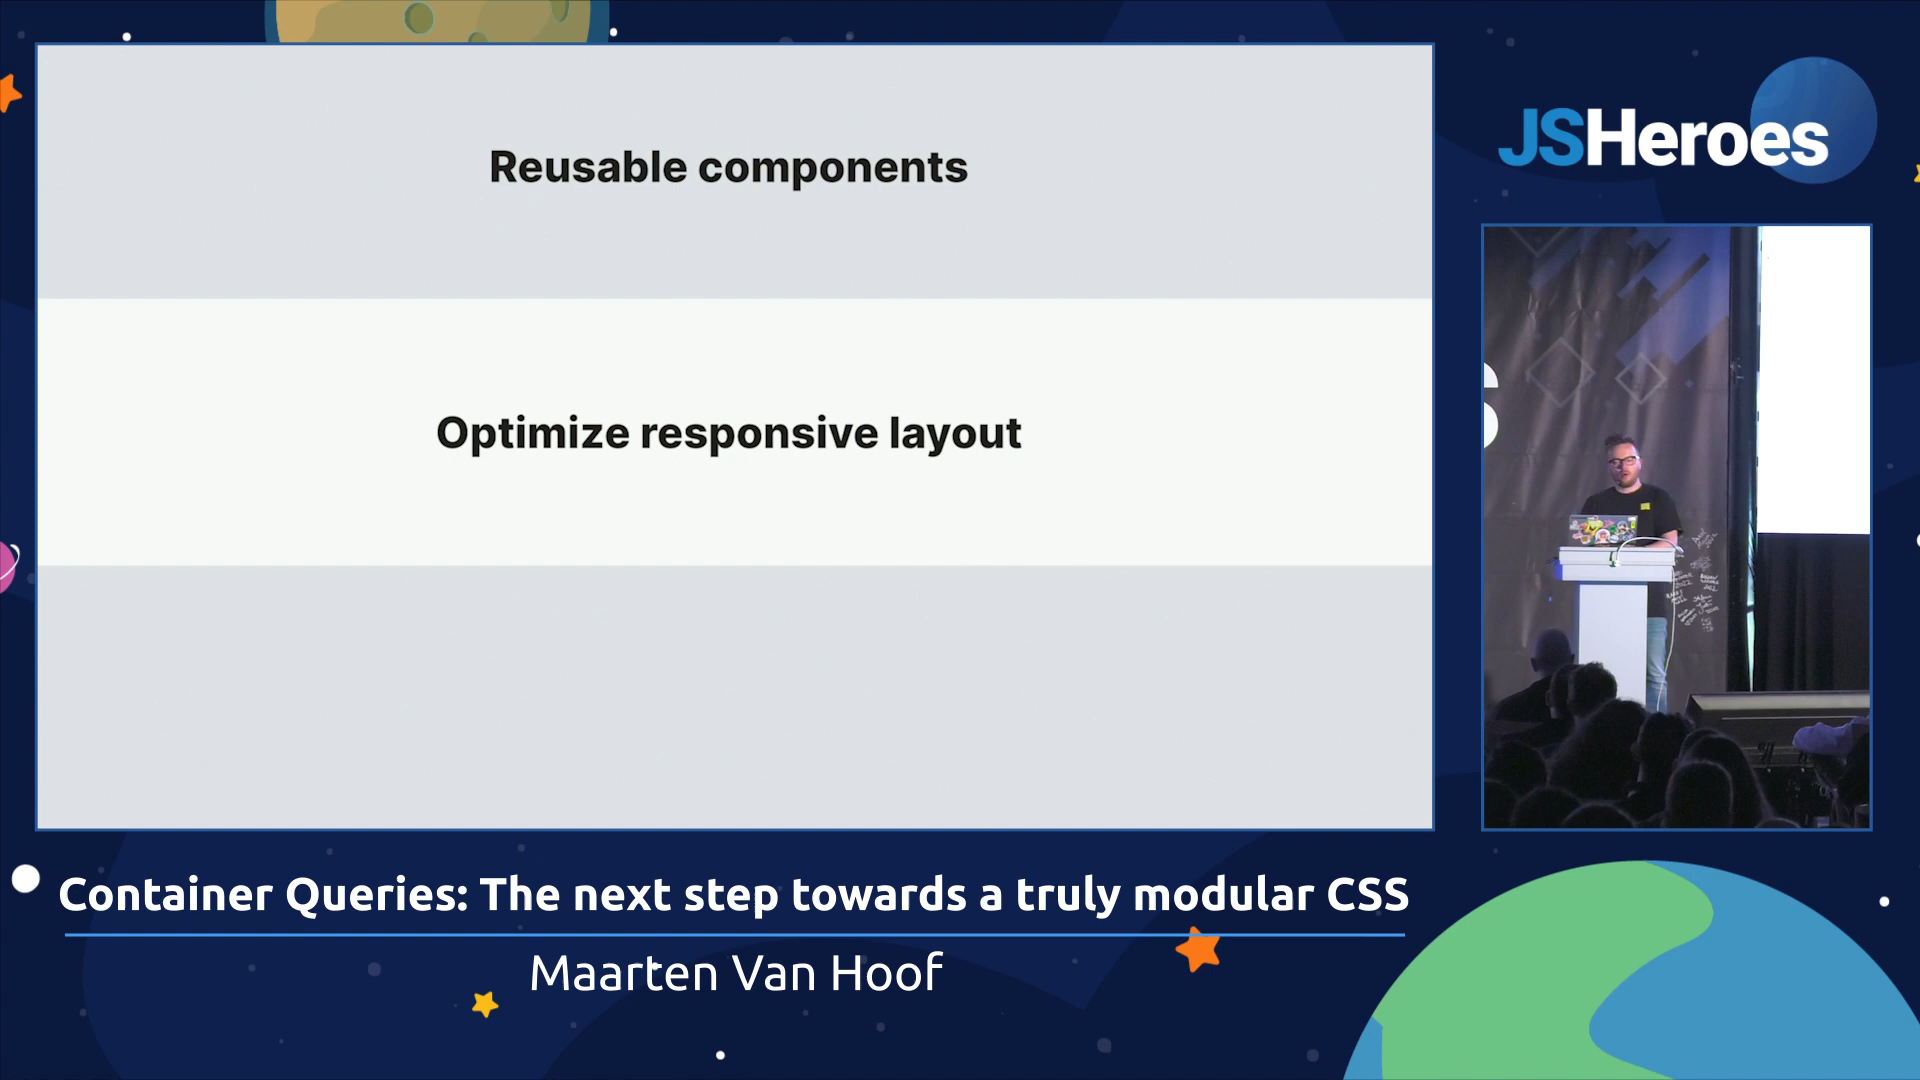 Reusable components
Optimize responsive layout
JSHeroes
Container Queries: The next step towards a truly modular CSS
Maarten Van Hoof